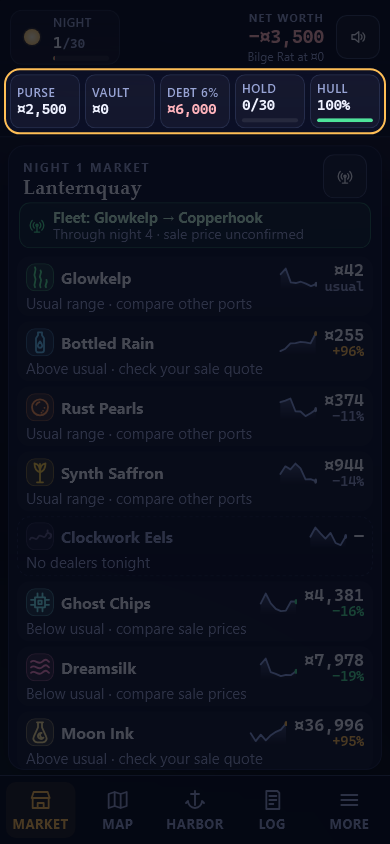 NIGHT
1/30
NET WORTH
−¤3,500
Bilge Rat at ¤0
PURSE
¤2,500
VAULT
¤0
DEBT 6%
¤6,000
HOLD
0/30
HULL
100%
NIGHT 1 MARKET
Lanternquay
Fleet: Glowkelp → Copperhook
Through night 4 · sale price unconfirmed
Glowkelp
¤42
usual
Usual range · compare other ports
Bottled Rain
¤255
+96%
Above usual · check your sale quote
Rust Pearls
¤374
−11%
Usual range · compare other ports
Synth Saffron
¤944
−14%
Usual range · compare other ports
Clockwork Eels
—
No dealers tonight
Ghost Chips
¤4,381
−16%
Below usual · compare sale prices
Dreamsilk
¤7,978
−19%
Below usual · compare sale prices
Moon Ink
¤36,996
+95%
Above usual · check your sale quote
MARKET
MAP
HARBOR
LOG
MORE